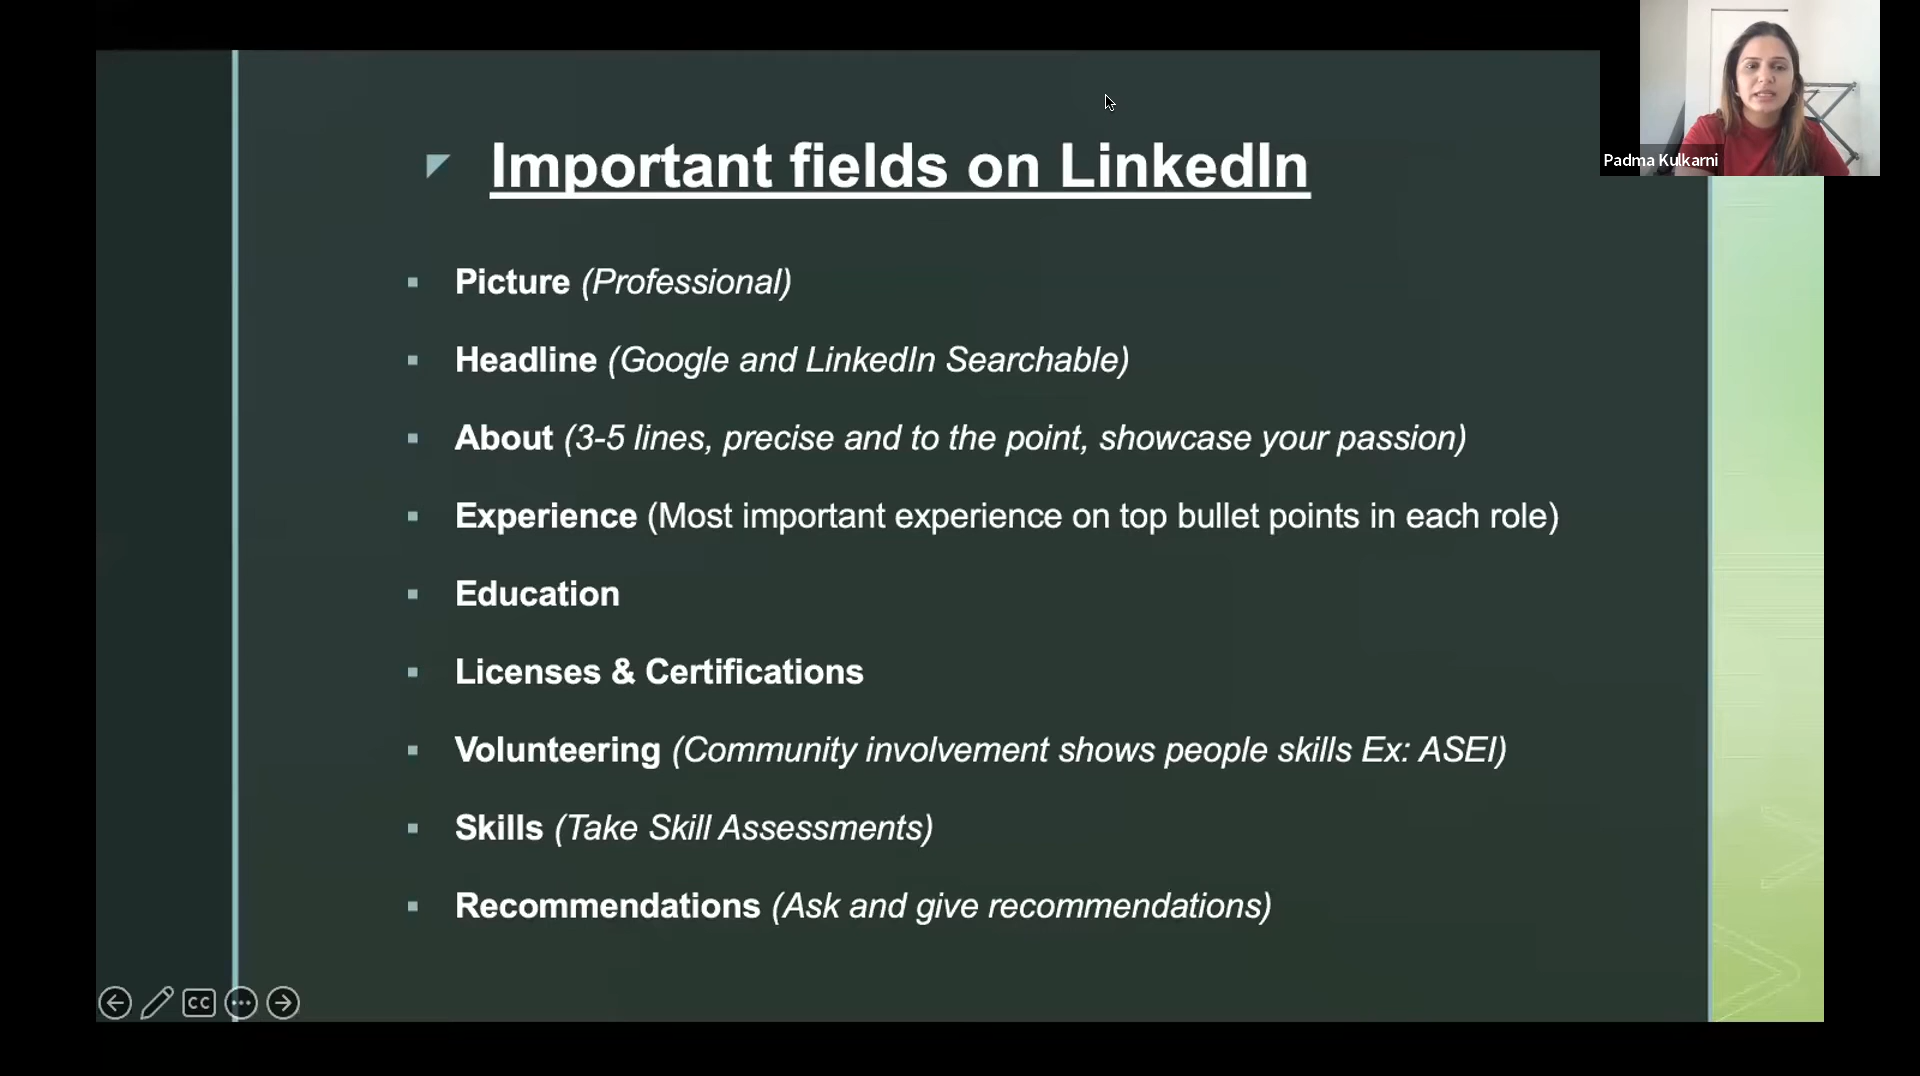 Padma Kulkarni
Important fields on LinkedIn
Picture (Professional)
Headline (Google and LinkedIn Searchable)
About (3-5 lines, precise and to the point, showcase your passion)
Experience (Most important experience on top bullet points in each role)
Education
Licenses & Certifications
Volunteering (Community involvement shows people skills Ex: ASEI)
Skills (Take Skill Assessments)
Recommendations (Ask and give recommendations)
CC